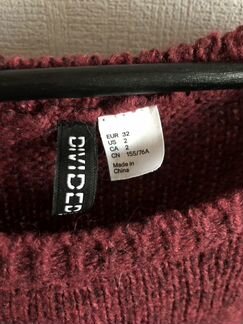 DIVIDED
EUR 32
US 2
CA 2
CN 155/76A
Made in
China